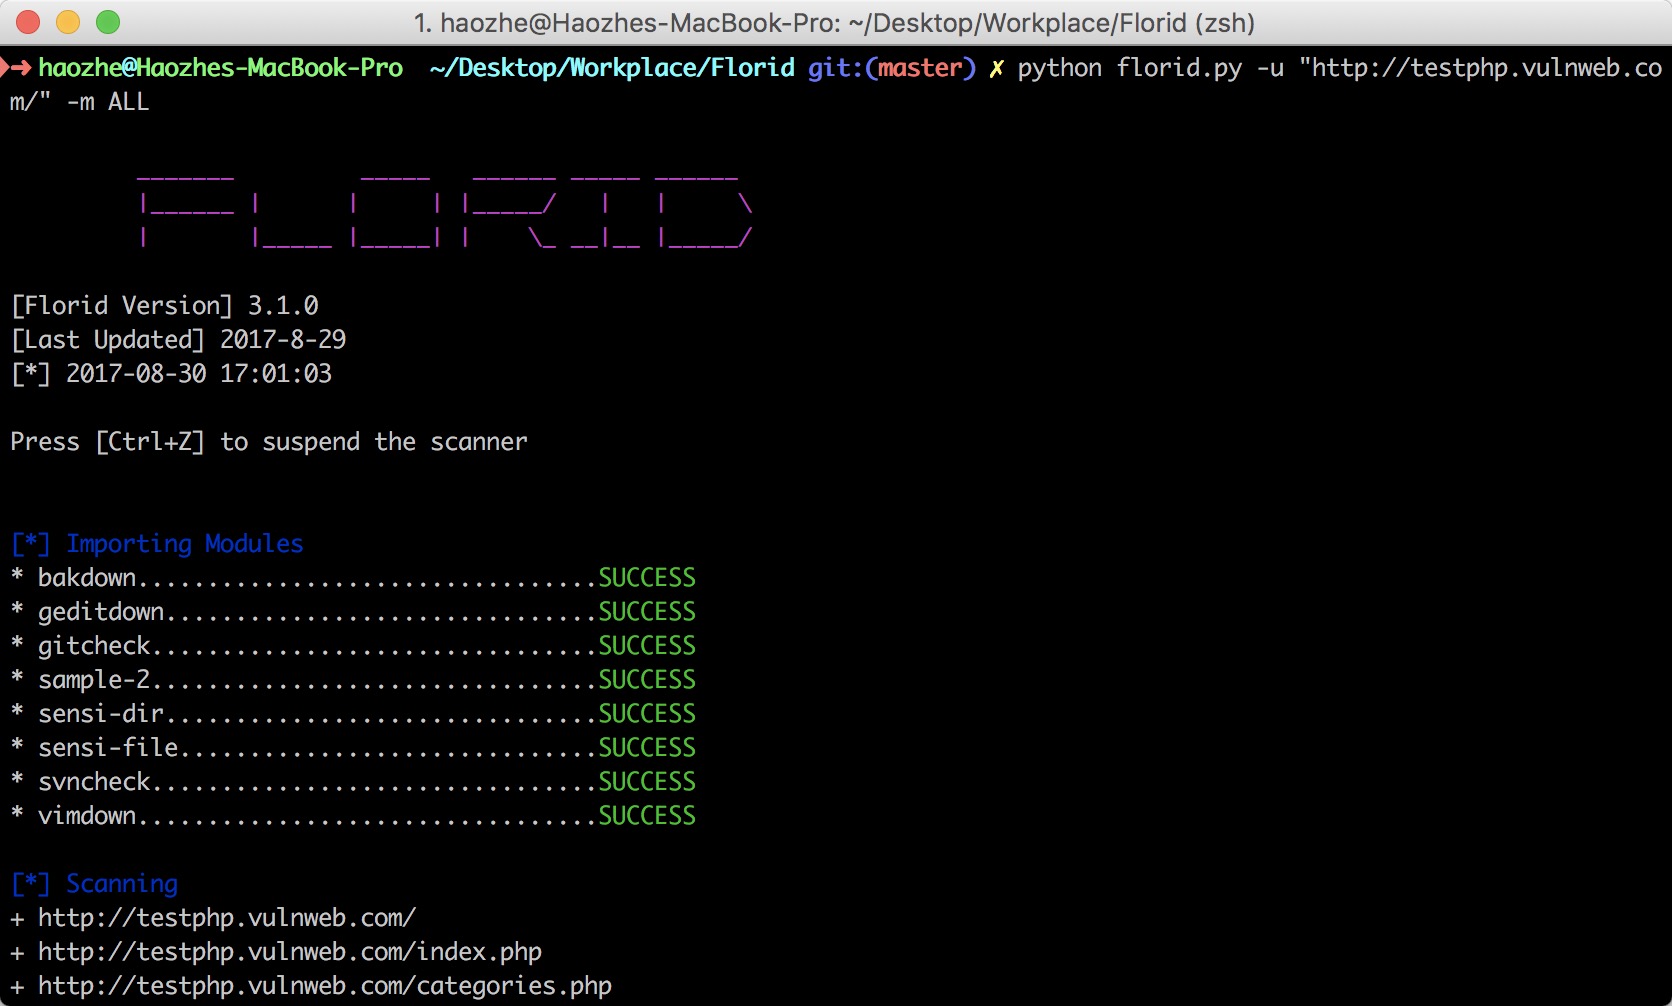 1. haozhe@Haozhes-MacBook-Pro: ~/Desktop/Workplace/Florid (zsh)
➜ haozhe@Haozhes-MacBook-Pro ~/Desktop/Workplace/Florid git:(master) ✗ python florid.py -u "http://testphp.vulnweb.co
m/" -m ALL
FLORID
[Florid Version] 3.1.0
[Last Updated] 2017-8-29
[*] 2017-08-30 17:01:03
Press [Ctrl+Z] to suspend the scanner
[*] Importing Modules
* bakdown.................................SUCCESS
* geditdown...............................SUCCESS
* gitcheck................................SUCCESS
* sample-2................................SUCCESS
* sensi-dir...............................SUCCESS
* sensi-file..............................SUCCESS
* svncheck................................SUCCESS
* vimdown.................................SUCCESS
[*] Scanning
+ http://testphp.vulnweb.com/
+ http://testphp.vulnweb.com/index.php
+ http://testphp.vulnweb.com/categories.php